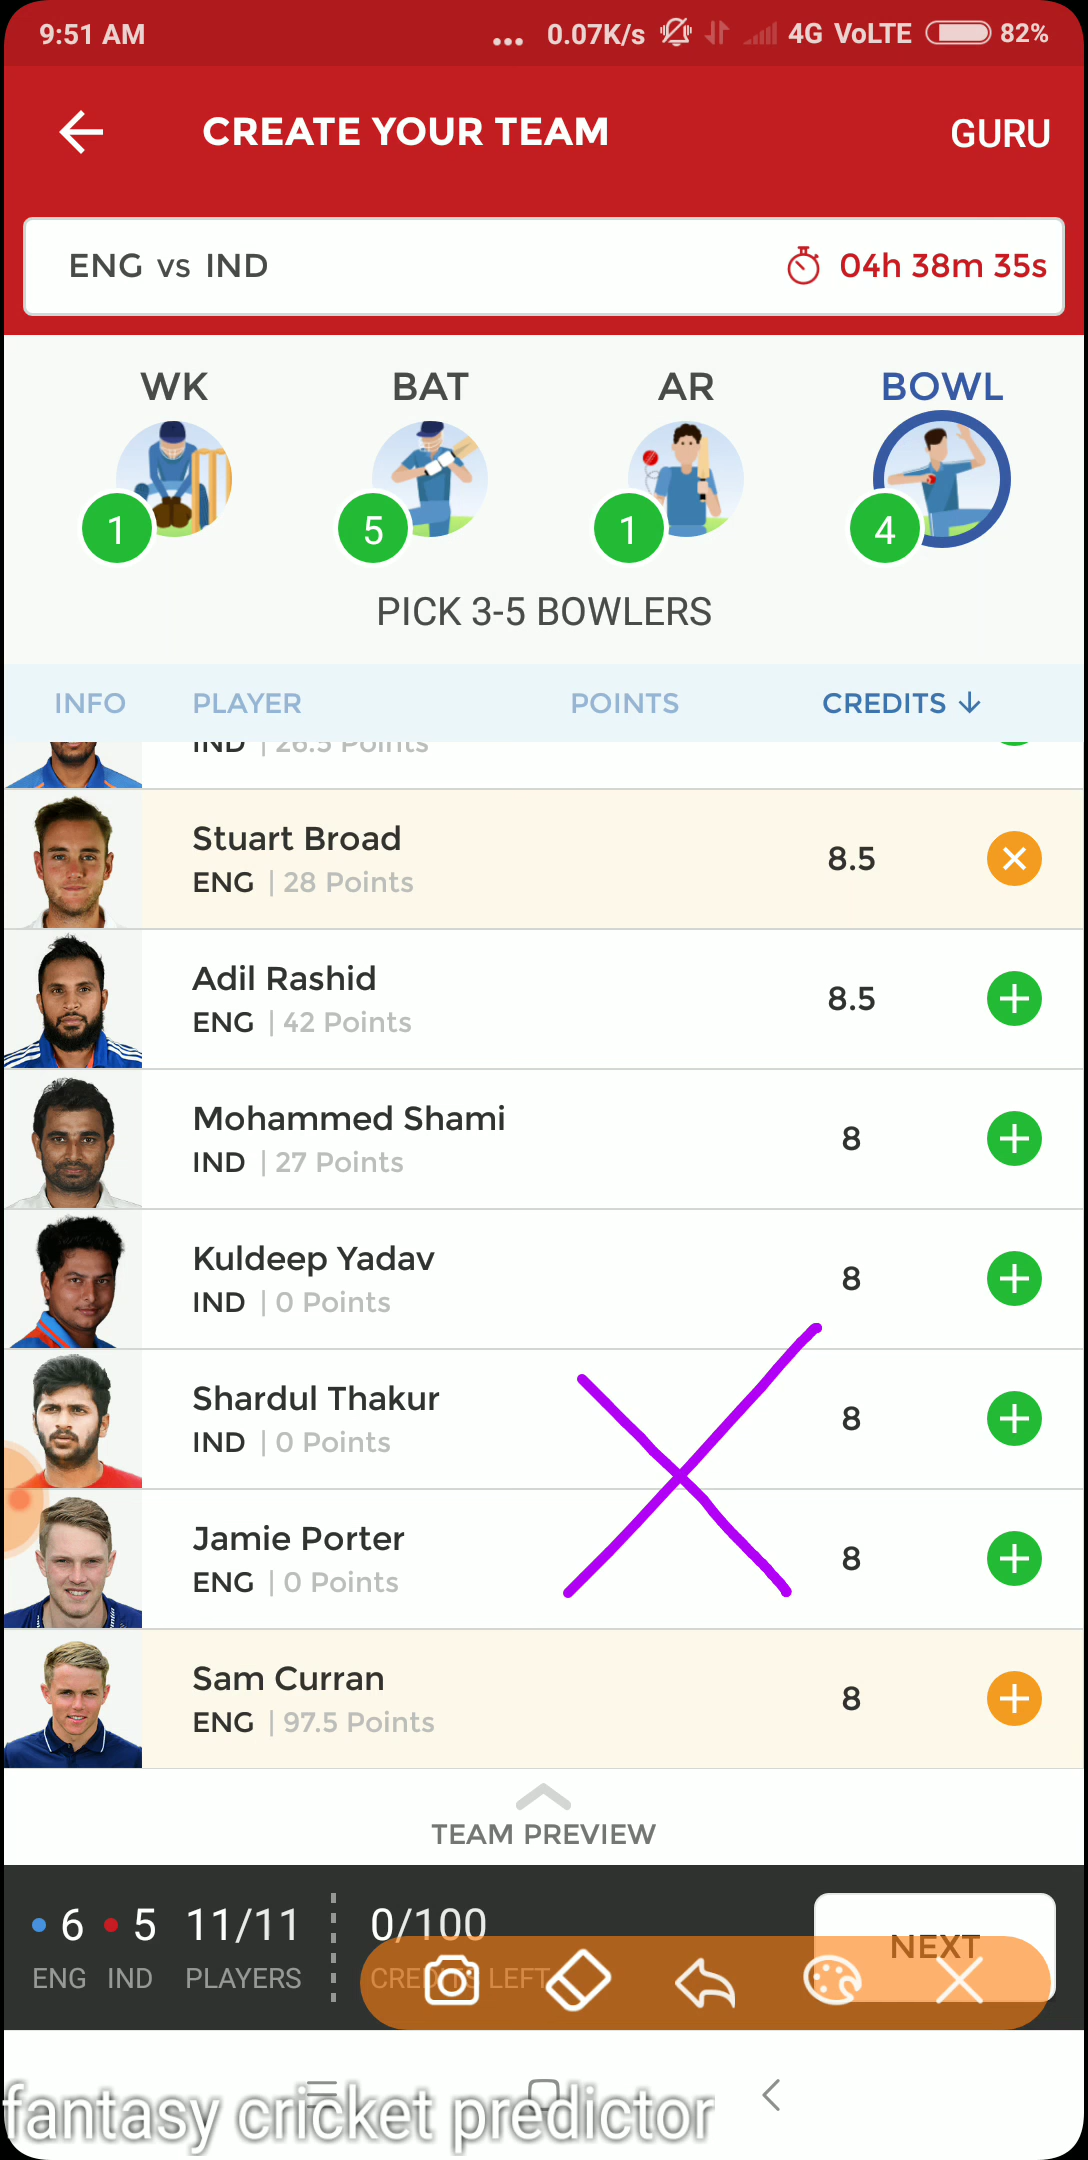 9:51 AM ... 0.07K/s 4G VoLTE 82%
CREATE YOUR TEAM GURU
ENG vs IND 04h 38m 35s
WK BAT AR BOWL
1 5 1 4
PICK 3-5 BOWLERS
INFO PLAYER POINTS CREDITS
IND | 26.5 Points
Stuart Broad
8.5
ENG | 28 Points
Adil Rashid
8.5
ENG | 42 Points
Mohammed Shami
8
IND | 27 Points
Kuldeep Yadav
8
IND | 0 Points
Shardul Thakur
8
IND | 0 Points
Jamie Porter
8
ENG | 0 Points
Sam Curran
8
ENG | 97.5 Points
TEAM PREVIEW
6 5 11/11 0/100
NEXT
ENG IND PLAYERS CREDITS LEFT
fantasy cricket predictor